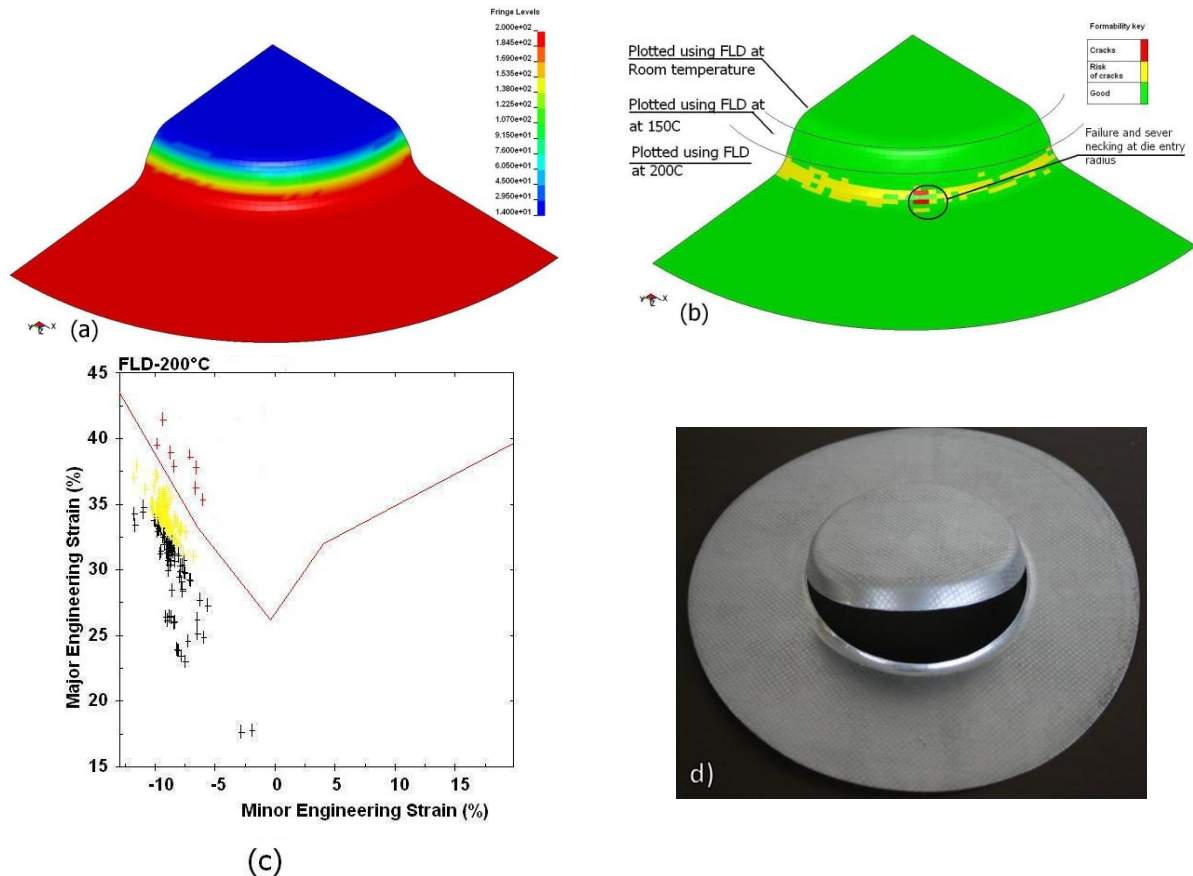 Fringe Levels
2.000e+02
1.845e+02
1.690e+02
1.535e+02
1.380e+02
1.225e+02
1.070e+02
9.150e+01
7.600e+01
6.050e+01
4.500e+01
2.950e+01
1.400e+01
Y Z X
(a)
Plotted using FLD at
Room temperature
Plotted using FLD at
at 150C
Plotted using FLD
at 200C
Formability key
Cracks
Risk
of cracks
Good
Failure and sever
necking at die entry
radius
Y Z X
(b)
FLD-200°C
45
40
35
30
25
20
15
Major Engineering Strain (%)
-10
-5
0
5
10
15
Minor Engineering Strain (%)
(c)
d)